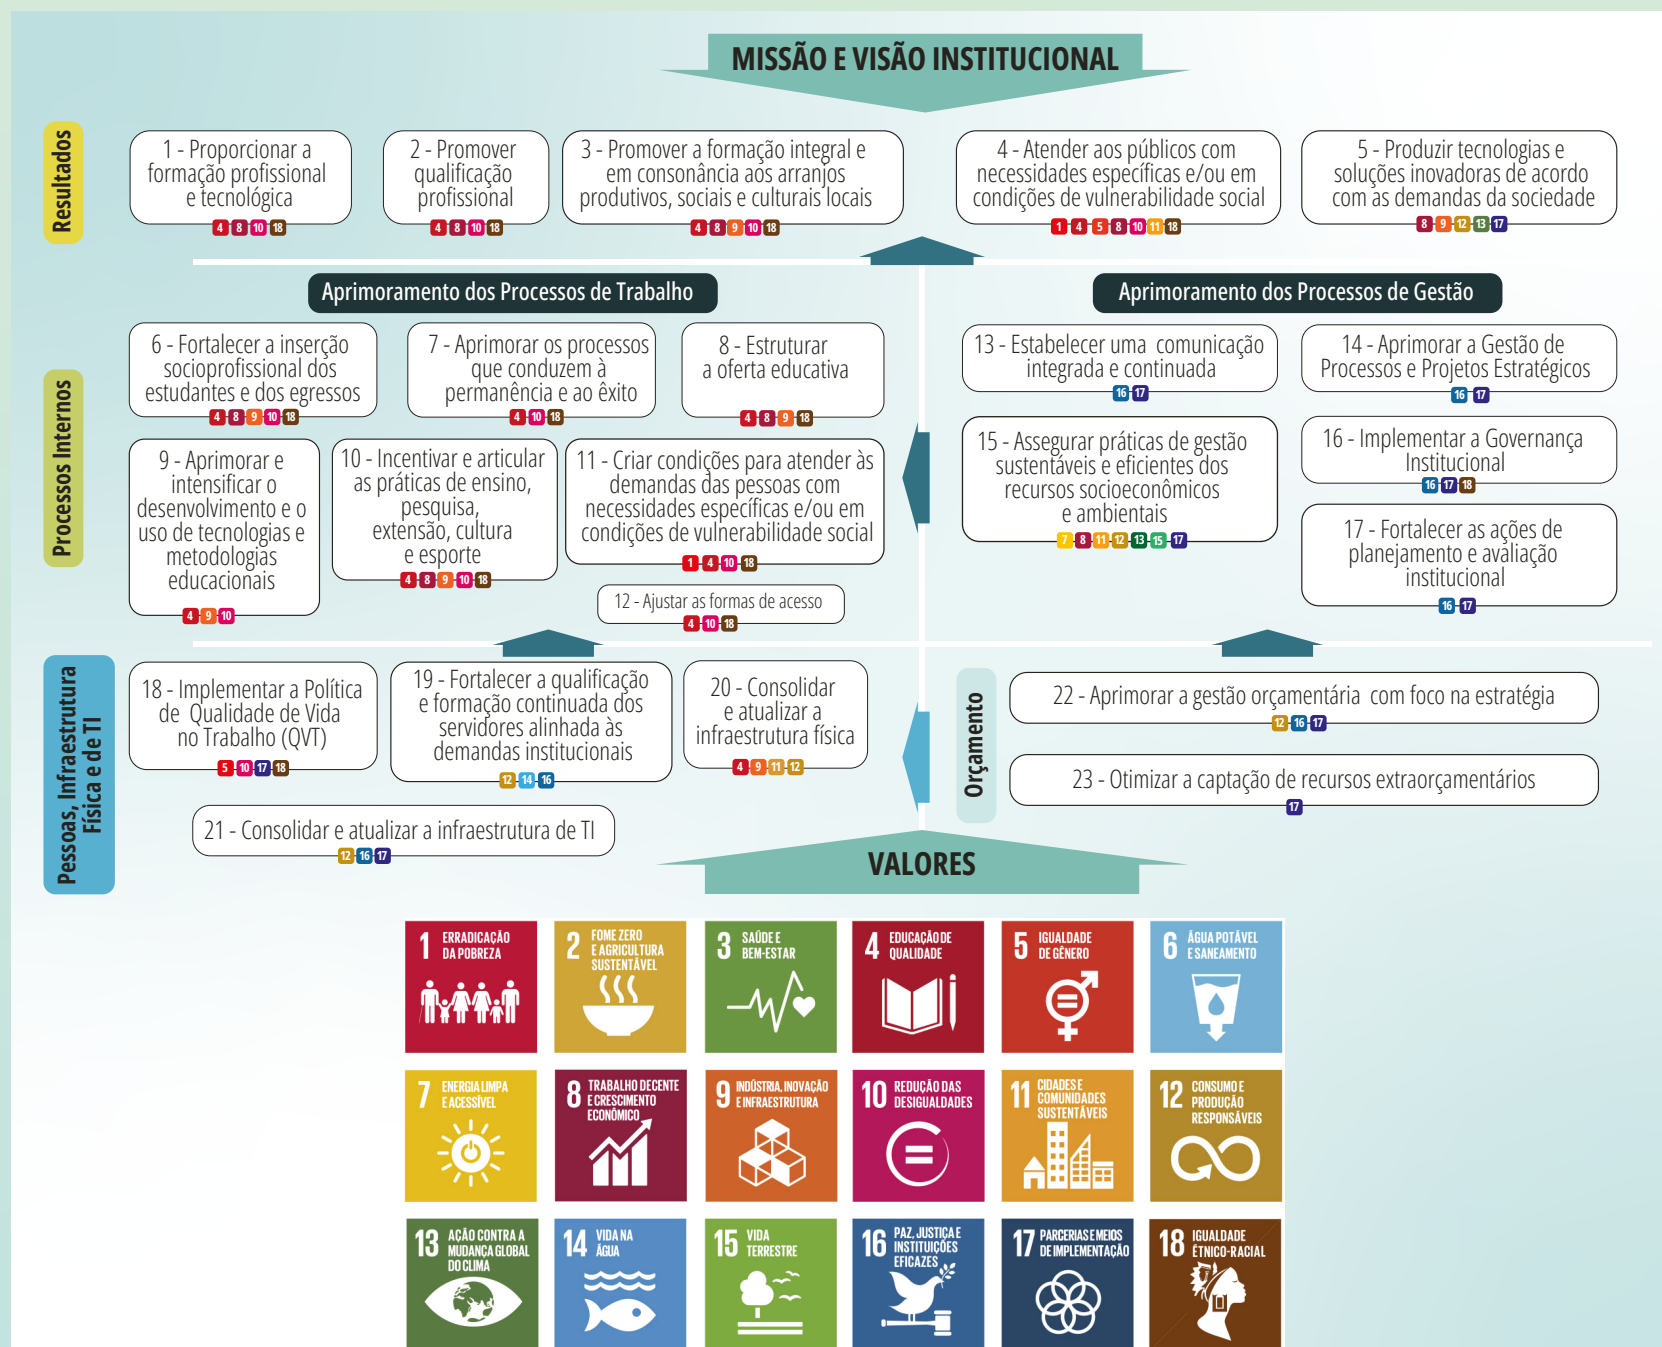 MISSÃO E VISÃO INSTITUCIONAL
Resultados
1 - Proporcionar a
formação profissional
e tecnológica
4 8 10 18
2 - Promover
qualificação
profissional
4 8 10 18
3 - Promover a formação integral e
em consonância aos arranjos
produtivos, sociais e culturais locais
4 8 9 10 18
4 - Atender aos públicos com
necessidades específicas e/ou em
condições de vulnerabilidade social
1 4 5 8 10 11 18
5 - Produzir tecnologias e
soluções inovadoras de acordo
com as demandas da sociedade
8 9 12 13 17
Processos Internos
Aprimoramento dos Processos de Trabalho
6 - Fortalecer a inserção
socioprofissional dos
estudantes e dos egressos
4 8 9 10 18
7 - Aprimorar os processos
que conduzem à
permanência e ao êxito
4 10 18
8 - Estruturar
a oferta educativa
4 8 9 18
9 - Aprimorar e
intensificar o
desenvolvimento e o
uso de tecnologias e
metodologias
educacionais
4 9 10
10 - Incentivar e articular
as práticas de ensino,
pesquisa,
extensão, cultura
e esporte
4 8 9 10 18
11 - Criar condições para atender às
demandas das pessoas com
necessidades específicas e/ou em
condições de vulnerabilidade social
1 4 10 18
12 - Ajustar as formas de acesso
4 10 18
Aprimoramento dos Processos de Gestão
13 - Estabelecer uma comunicação
integrada e continuada
16 17
14 - Aprimorar a Gestão de
Processos e Projetos Estratégicos
16 17
15 - Assegurar práticas de gestão
sustentáveis e eficientes dos
recursos socioeconômicos
e ambientais
7 8 11 12 13 15 17
16 - Implementar a Governança
Institucional
16 17 18
17 - Fortalecer as ações de
planejamento e avaliação
institucional
16 17
Pessoas, Infraestrutura
Física e de TI
18 - Implementar a Política
de Qualidade de Vida
no Trabalho (QVT)
5 10 17 18
19 - Fortalecer a qualificação
e formação continuada dos
servidores alinhada às
demandas institucionais
12 14 16
20 - Consolidar
e atualizar a
infraestrutura física
4 9 11 12
21 - Consolidar e atualizar a infraestrutura de TI
12 16 17
Orçamento
22 - Aprimorar a gestão orçamentária com foco na estratégia
12 16 17
23 - Otimizar a captação de recursos extraorçamentários
17
VALORES
1 ERRADICAÇÃO
DA POBREZA
2 FOME ZERO
E AGRICULTURA
SUSTENTÁVEL
3 SAÚDE E
BEM-ESTAR
4 EDUCAÇÃO DE
QUALIDADE
5 IGUALDADE
DE GÊNERO
6 ÁGUA POTÁVEL
E SANEAMENTO
7 ENERGIA LIMPA
E ACESSÍVEL
8 TRABALHO DECENTE
E CRESCIMENTO
ECONÔMICO
9 INDÚSTRIA, INOVAÇÃO
E INFRAESTRUTURA
10 REDUÇÃO DAS
DESIGUALDADES
11 CIDADES E
COMUNIDADES
SUSTENTÁVEIS
12 CONSUMO E
PRODUÇÃO
RESPONSÁVEIS
13 AÇÃO CONTRA A
MUDANÇA GLOBAL
DO CLIMA
14 VIDA NA
ÁGUA
15 VIDA
TERRESTRE
16 PAZ, JUSTIÇA E
INSTITUIÇÕES
EFICAZES
17 PARCERIAS E MEIOS
DE IMPLEMENTAÇÃO
18 IGUALDADE
ÉTNICO-RACIAL